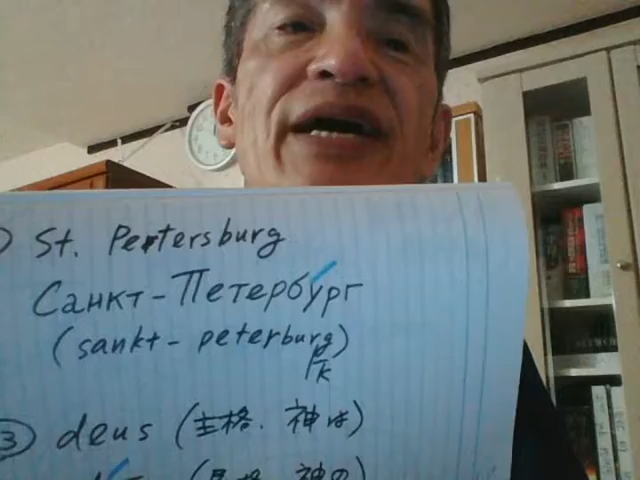 ) St. Petersburg
Санкт-Петербург
(sankt-peterburg)
k
③ deus (主格. 神は)